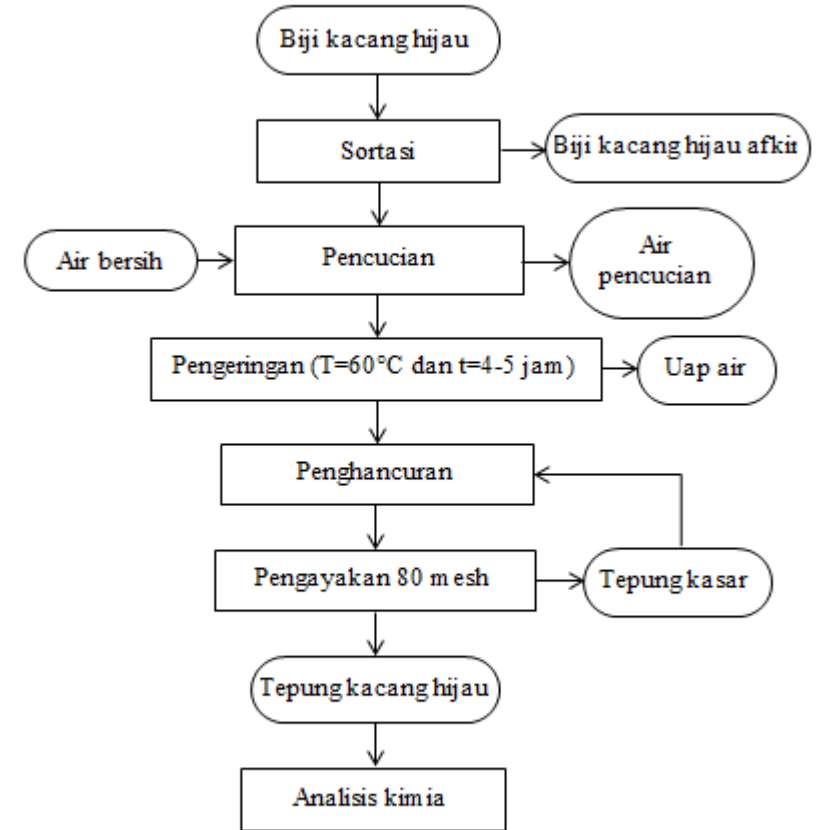 Biji kacang hijau
Sortasi
Biji kacang hijau afkir
Air bersih
Pencucian
Air
pencucian
Pengeringan (T=60°C dan t=4-5 jam)
Uap air
Penghancuran
Pengayakan 80 mesh
Tepung kasar
Tepung kacang hijau
Analisis kimia